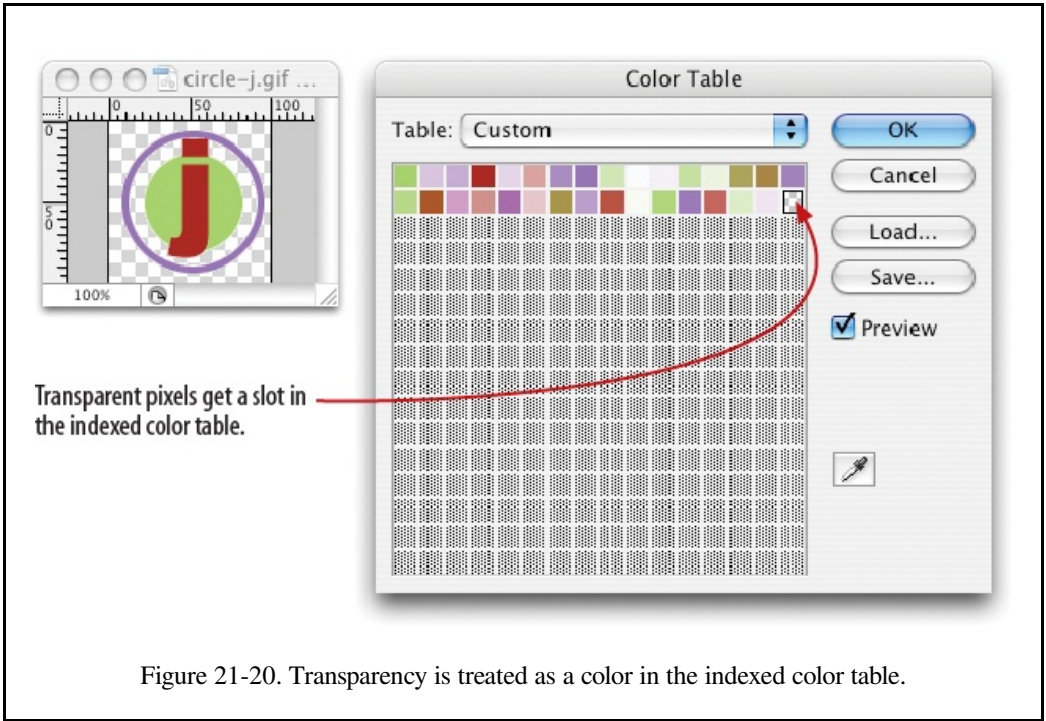 circle-j.gif ...
0 50 100
0
5
0
j
100%
Color Table
Table: Custom
OK
Cancel
Load...
Save...
Preview
Transparent pixels get a slot in
the indexed color table.
Figure 21-20. Transparency is treated as a color in the indexed color table.